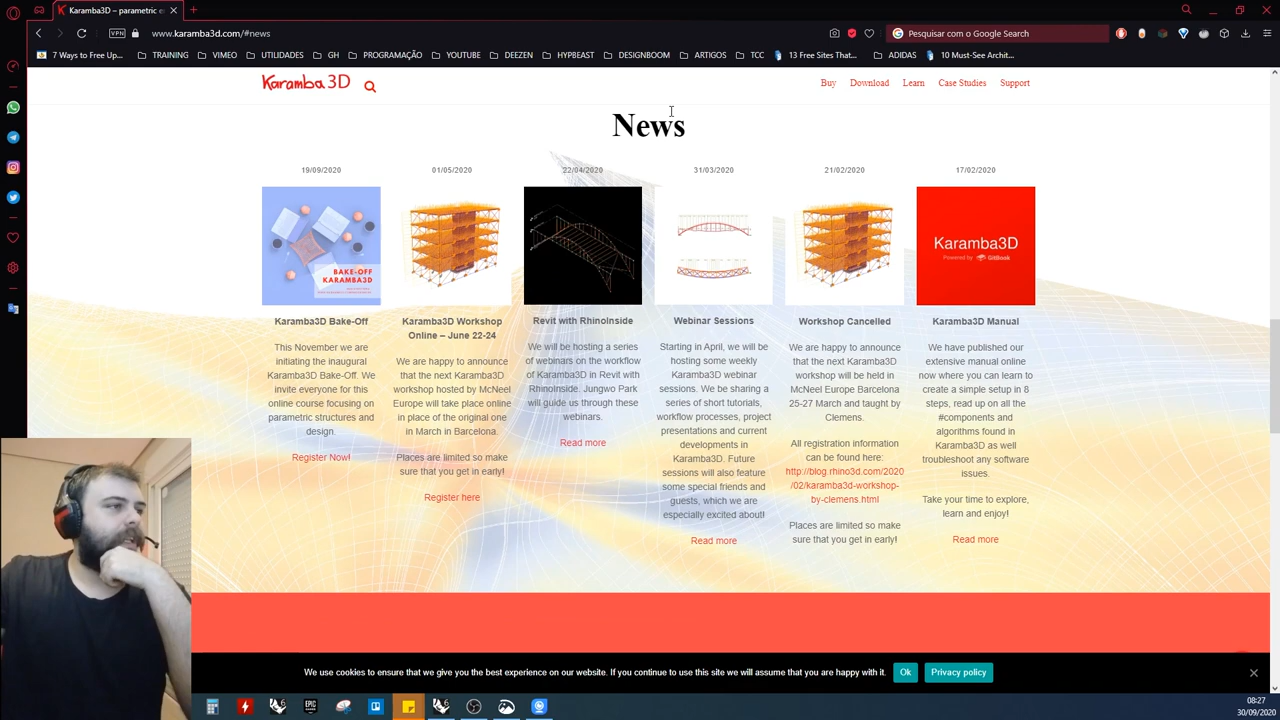 Karamba3D – parametric e
www.karamba3d.com/#news
VPN
Pesquisar com o Google
7 Ways to Free Up...
TRAINING
VIMEO
UTILIDADES
GH
PROGRAMAÇÃO
YOUTUBE
DEEZEN
HYPBEAST
DESIGNBOOM
ARTIGOS
TCC
13 Free Sites That...
ADIDAS
10 Must-See Archit...
Karamba 3D
Buy
Download
Learn
Case Studies
Support
News
19/09/2020
BAKE-OFF
KARAMBA3D
Karamba3D Bake-Off
This November we are
initiating the inaugural
Karamba3D Bake-Off. We
invite everyone for this
online course focusing on
parametric structures and
design.
Register Now!
01/05/2020
Karamba3D Workshop
Online – June 22-24
We are happy to announce
that the next Karamba3D
workshop hosted by McNeel
Europe will take place online
in place of the original one
in March in Barcelona.
Places are limited so make
sure that you get in early!
Register here
22/04/2020
Revit with RhinoInside
We will be hosting a series
of webinars on the workflow
of Karamba3D in Revit with
RhinoInside. Jungwo Park
will guide us through these
webinars.
Read more
31/03/2020
Webinar Sessions
Starting in April, we will be
hosting some weekly
Karamba3D webinar
sessions. We be sharing a
series of short tutorials,
workflow processes, project
presentations and current
developments in
Karamba3D. Future
sessions will also feature
some special friends and
guests, which we are
especially excited about!
Read more
21/02/2020
Workshop Cancelled
We are happy to announce
that the next Karamba3D
workshop will be held in
McNeel Europe Barcelona
25-27 March and taught by
Clemens.
All registration information
can be found here:
http://blog.rhino3d.com/2020
/02/karamba3d-workshop-
by-clemens.html
Places are limited so make
sure that you get in early!
17/02/2020
Karamba3D
Powered by GitBook
Karamba3D Manual
We have published our
extensive manual online
now where you can learn to
create a simple setup in 8
steps, read up on all the
#components and
algorithms found in
Karamba3D as well
troubleshoot any software
issues.
Take your time to explore,
learn and enjoy!
Read more
We use cookies to ensure that we give you the best experience on our website. If you continue to use this site we will assume that you are happy with it.
Ok
Privacy policy
EPIC
08:27
30/09/2020